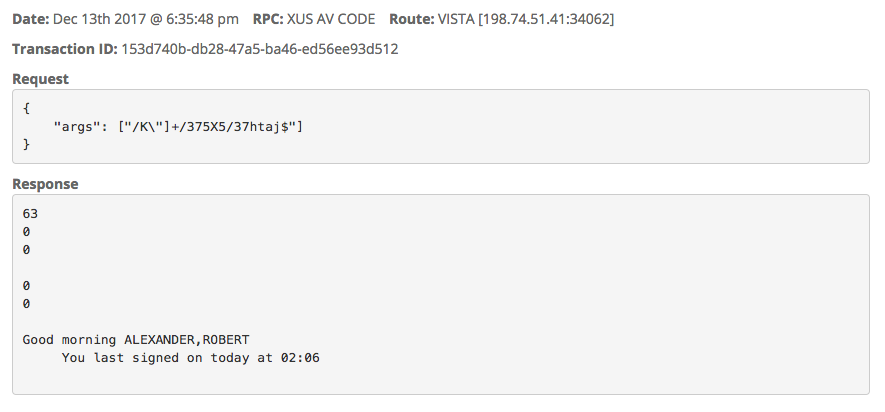 Date: Dec 13th 2017 @ 6:35:48 pm RPC: XUS AV CODE Route: VISTA [198.74.51.41:34062]
Transaction ID: 153d740b-db28-47a5-ba46-ed56ee93d512
Request
{
"args": ["/K\"]+/375X5/37htaj$"]
}
Response
63
0
0
0
0
Good morning ALEXANDER,ROBERT
You last signed on today at 02:06